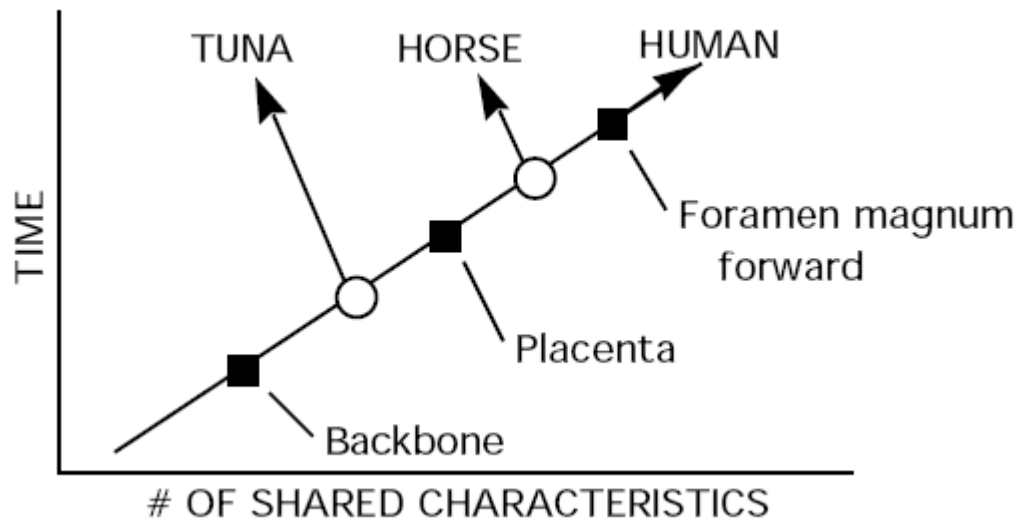 TUNA
HORSE
HUMAN
TIME
Foramen magnum
forward
Placenta
Backbone
# OF SHARED CHARACTERISTICS